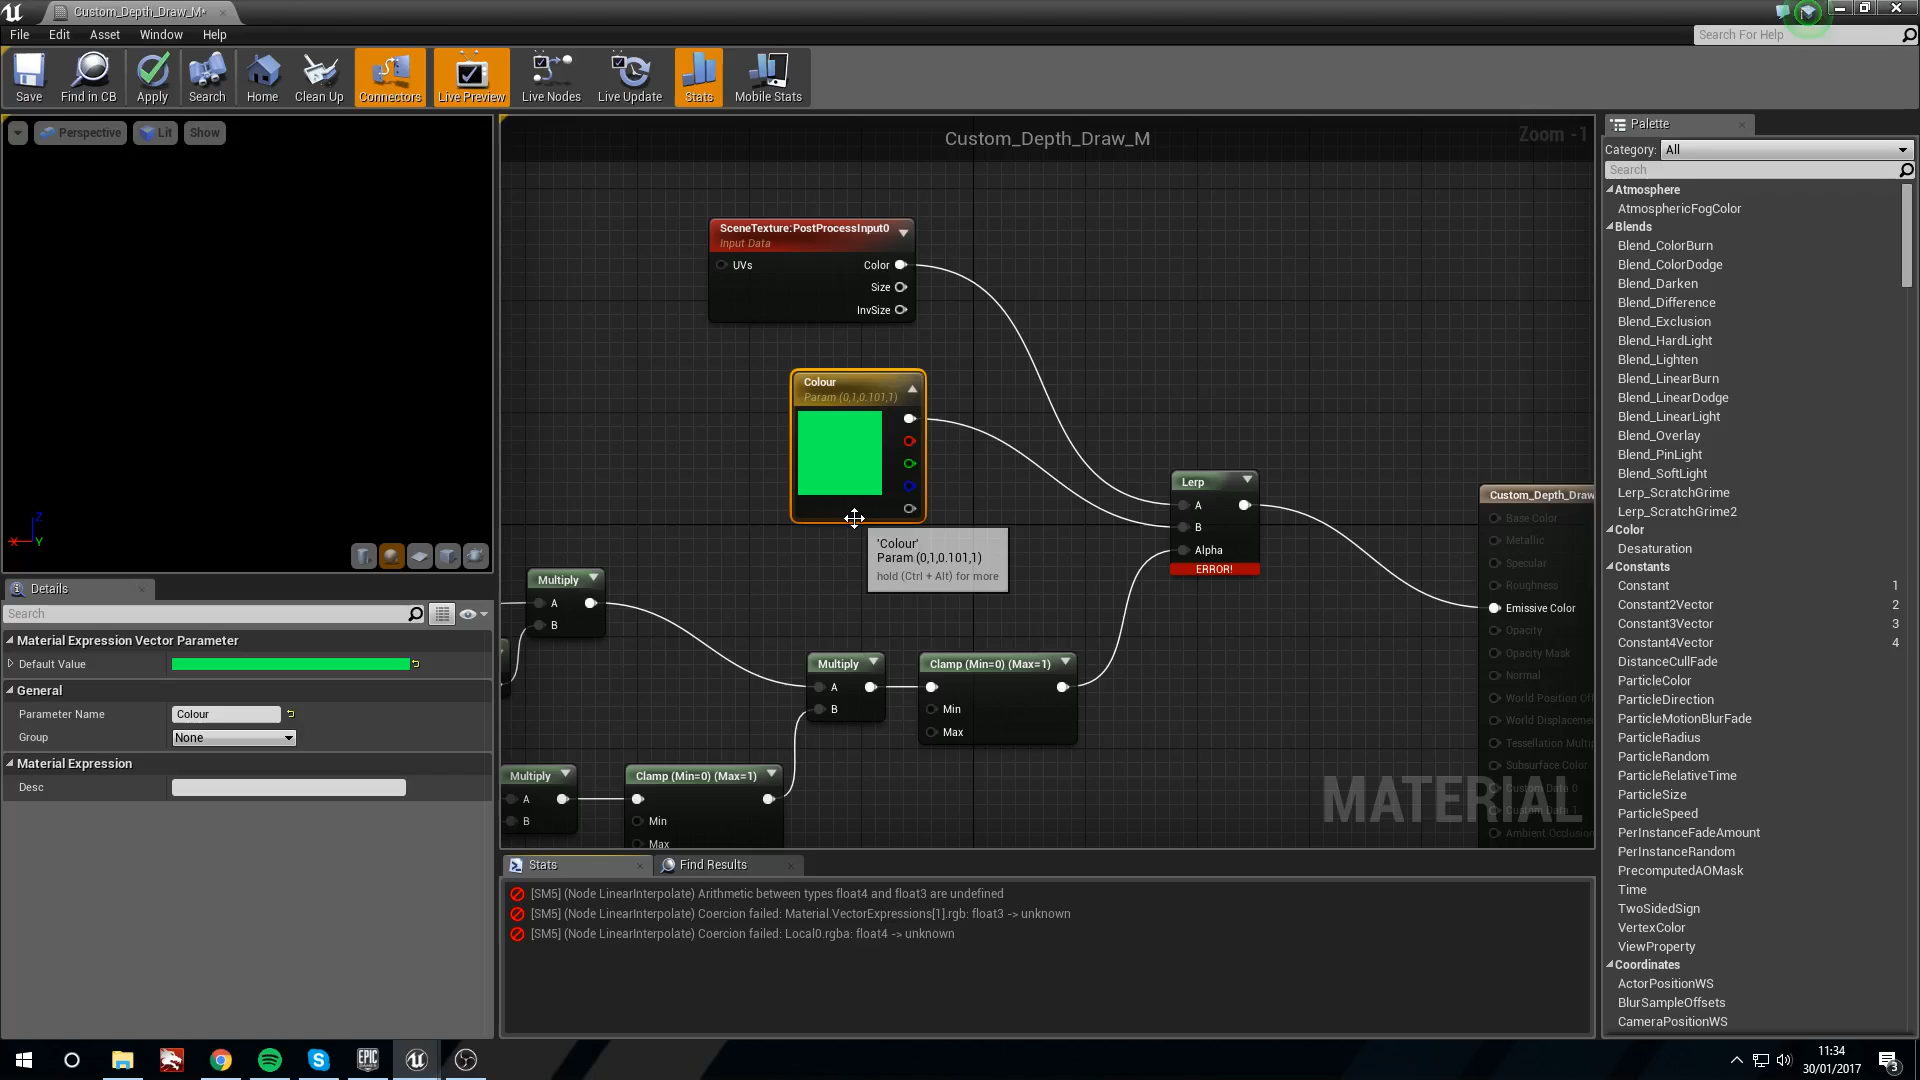 Custom_Depth_Draw_M*
File Edit Asset Window Help
Search For Help
Save Find in CB Apply Search Home Clean Up Connectors Live Preview Live Nodes Live Update Stats Mobile Stats
Perspective Lit Show
Z
X
Y
Details
Search
Material Expression Vector Parameter
Default Value
General
Parameter Name Colour
Group None
Material Expression
Desc
Custom_Depth_Draw_M
Zoom -1
SceneTexture:PostProcessInput0
Input Data
UVs Color
Size
InvSize
Colour
Param (0,1,0.101,1)
'Colour'
Param (0,1,0.101,1)
hold (Ctrl + Alt) for more
Lerp
A
B
Alpha
ERROR!
Multiply
A
B
Multiply
A
B
Clamp (Min=0) (Max=1)
Min
Max
Multiply
A
B
Clamp (Min=0) (Max=1)
Min
Max
Custom_Depth_Draw
Base Color
Metallic
Specular
Roughness
Emissive Color
Opacity
Opacity Mask
Normal
World Position Off
World Displaceme
Tessellation Multip
Subsurface Color
Custom Data 0
Custom Data 1
Ambient Occlusion
MATERIAL
Stats Find Results
[SM5] (Node LinearInterpolate) Arithmetic between types float4 and float3 are undefined
[SM5] (Node LinearInterpolate) Coercion failed: Material.VectorExpressions[1].rgb: float3 -> unknown
[SM5] (Node LinearInterpolate) Coercion failed: Local0.rgba: float4 -> unknown
Palette
Category: All
Search
Atmosphere
AtmosphericFogColor
Blends
Blend_ColorBurn
Blend_ColorDodge
Blend_Darken
Blend_Difference
Blend_Exclusion
Blend_HardLight
Blend_Lighten
Blend_LinearBurn
Blend_LinearDodge
Blend_LinearLight
Blend_Overlay
Blend_PinLight
Blend_SoftLight
Lerp_ScratchGrime
Lerp_ScratchGrime2
Color
Desaturation
Constants
Constant 1
Constant2Vector 2
Constant3Vector 3
Constant4Vector 4
DistanceCullFade
ParticleColor
ParticleDirection
ParticleMotionBlurFade
ParticleRadius
ParticleRandom
ParticleRelativeTime
ParticleSize
ParticleSpeed
PerInstanceFadeAmount
PerInstanceRandom
PrecomputedAOMask
Time
TwoSidedSign
VertexColor
ViewProperty
Coordinates
ActorPositionWS
BlurSampleOffsets
CameraPositionWS
EPIC
GAMES
11:34
30/01/2017
3